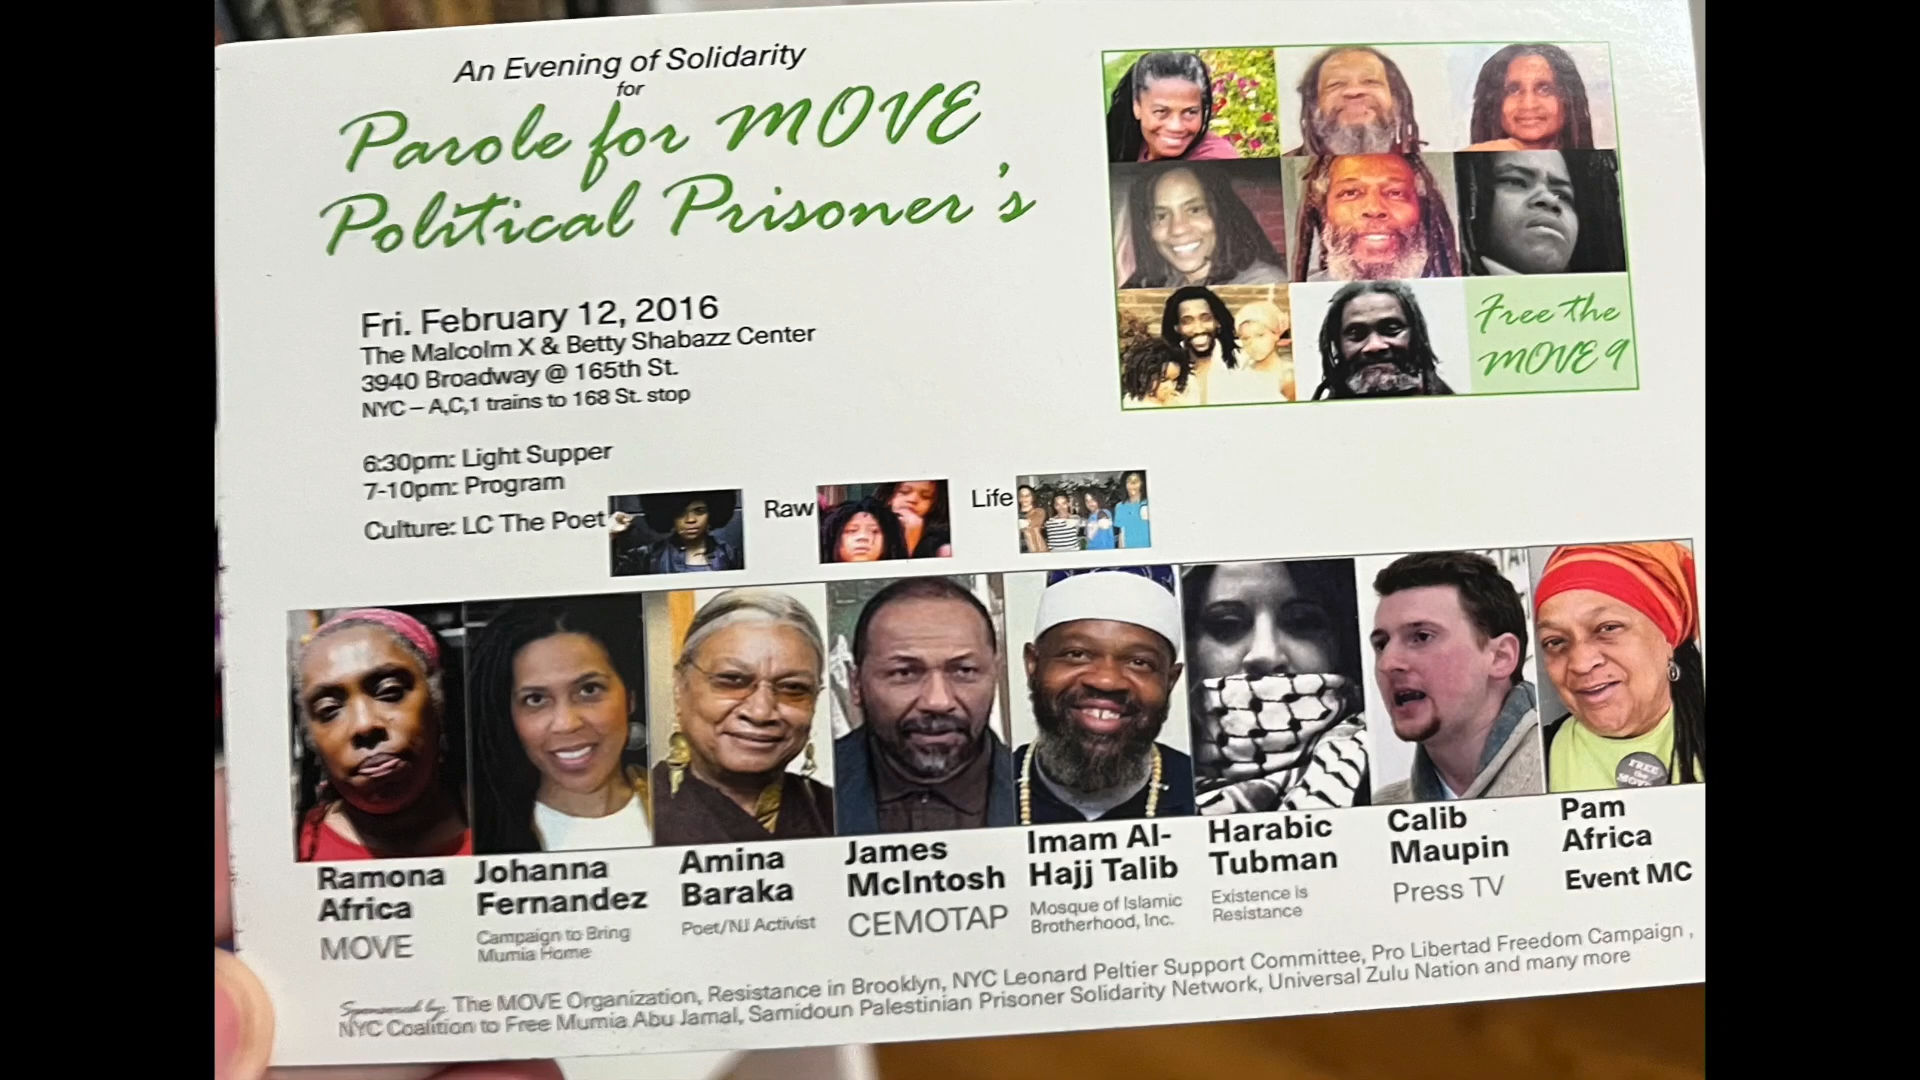 An Evening of Solidarity
for
Parole for MOVE
Political Prisoner's
Fri. February 12, 2016
The Malcolm X & Betty Shabazz Center
3940 Broadway @ 165th St.
NYC – A,C,1 trains to 168 St. stop
6:30pm: Light Supper
7-10pm: Program
Culture: LC The Poet
Raw
Life
Free the
MOVE 9
FREE
the
MOVE
Ramona
Africa
MOVE
Johanna
Fernandez
Campaign to Bring
Mumia Home
Amina
Baraka
Poet/NJ Activist
James
McIntosh
CEMOTAP
Imam Al-
Hajj Talib
Mosque of Islamic
Brotherhood, Inc.
Harabic
Tubman
Existence is
Resistance
Calib
Maupin
Press TV
Pam
Africa
Event MC
Sponsored by: The MOVE Organization, Resistance in Brooklyn, NYC Leonard Peltier Support Committee, Pro Libertad Freedom Campaign ,
NYC Coalition to Free Mumia Abu Jamal, Samidoun Palestinian Prisoner Solidarity Network, Universal Zulu Nation and many more